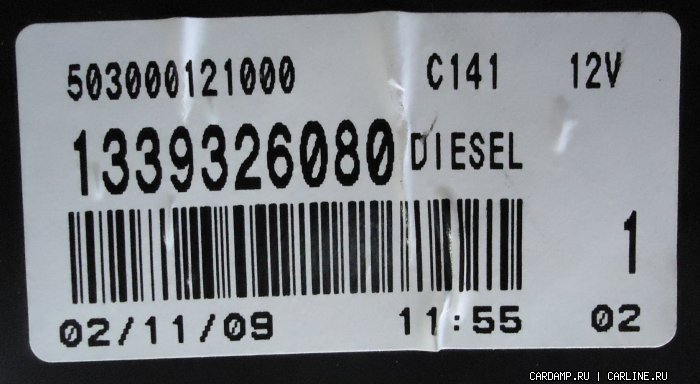 503000121000 C141 12V
1339326080 DIESEL
1
02/11/09 11:55 02
CARDAMP.RU | CARLINE.RU